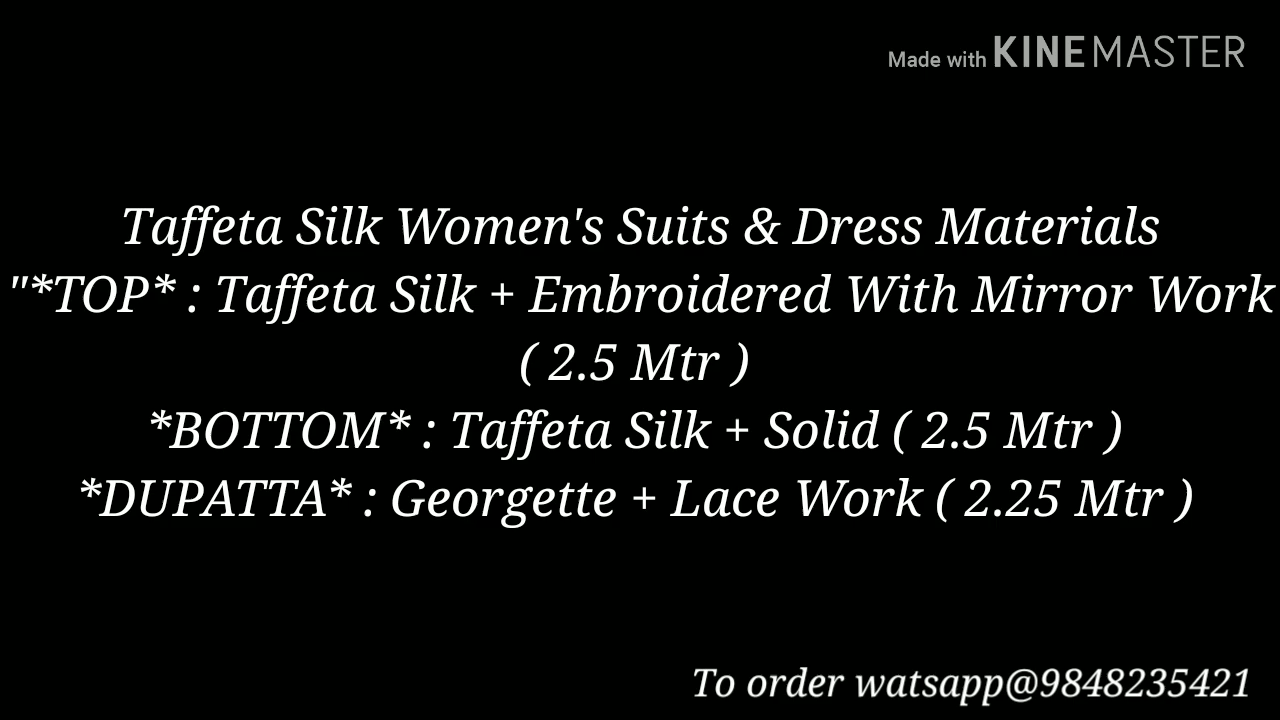 Made with KINEMASTER
Taffeta Silk Women's Suits & Dress Materials
"*TOP* : Taffeta Silk + Embroidered With Mirror Work
( 2.5 Mtr )
*BOTTOM* : Taffeta Silk + Solid ( 2.5 Mtr )
*DUPATTA* : Georgette + Lace Work ( 2.25 Mtr )
To order watsapp@9848235421